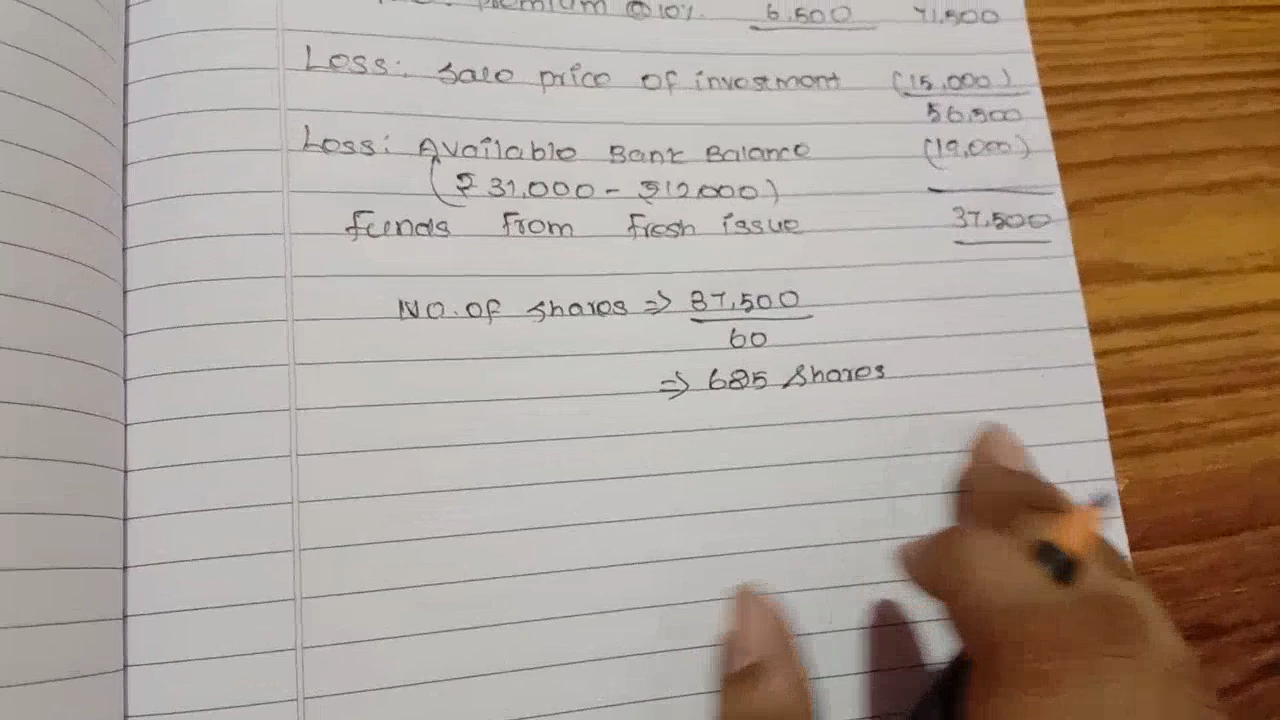 Premium @10% 6,500 71,500
Less: Sale price of investment (15,000)
56,500
Less: Available Bank Balance (19,000)
(₹ 31,000 - ₹12,000)
Funds From Fresh issue 37,500
No. of Shares ⇒ 37,500
60
⇒ 625 Shares